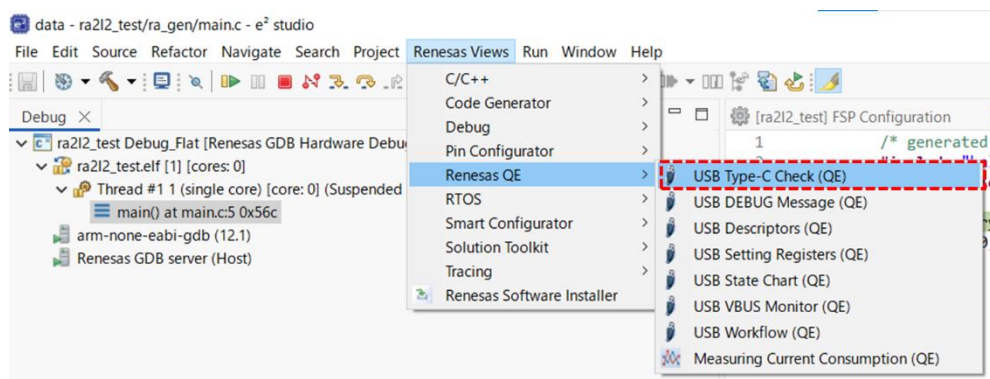 data - ra2l2_test/ra_gen/main.c - e² studio
File Edit Source Refactor Navigate Search Project Renesas Views Run Window Help
Debug
[ra2l2_test] FSP Configuration
ra2l2_test Debug_Flat [Renesas GDB Hardware Debu
ra2l2_test.elf [1] [cores: 0]
Thread #1 1 (single core) [core: 0] (Suspended
main() at main.c:5 0x56c
arm-none-eabi-gdb (12.1)
Renesas GDB server (Host)
1 /* generated
C/C++
Code Generator
Debug
Pin Configurator
Renesas QE
RTOS
Smart Configurator
Solution Toolkit
Tracing
Renesas Software Installer
USB Type-C Check (QE)
USB DEBUG Message (QE)
USB Descriptors (QE)
USB Setting Registers (QE)
USB State Chart (QE)
USB VBUS Monitor (QE)
USB Workflow (QE)
Measuring Current Consumption (QE)